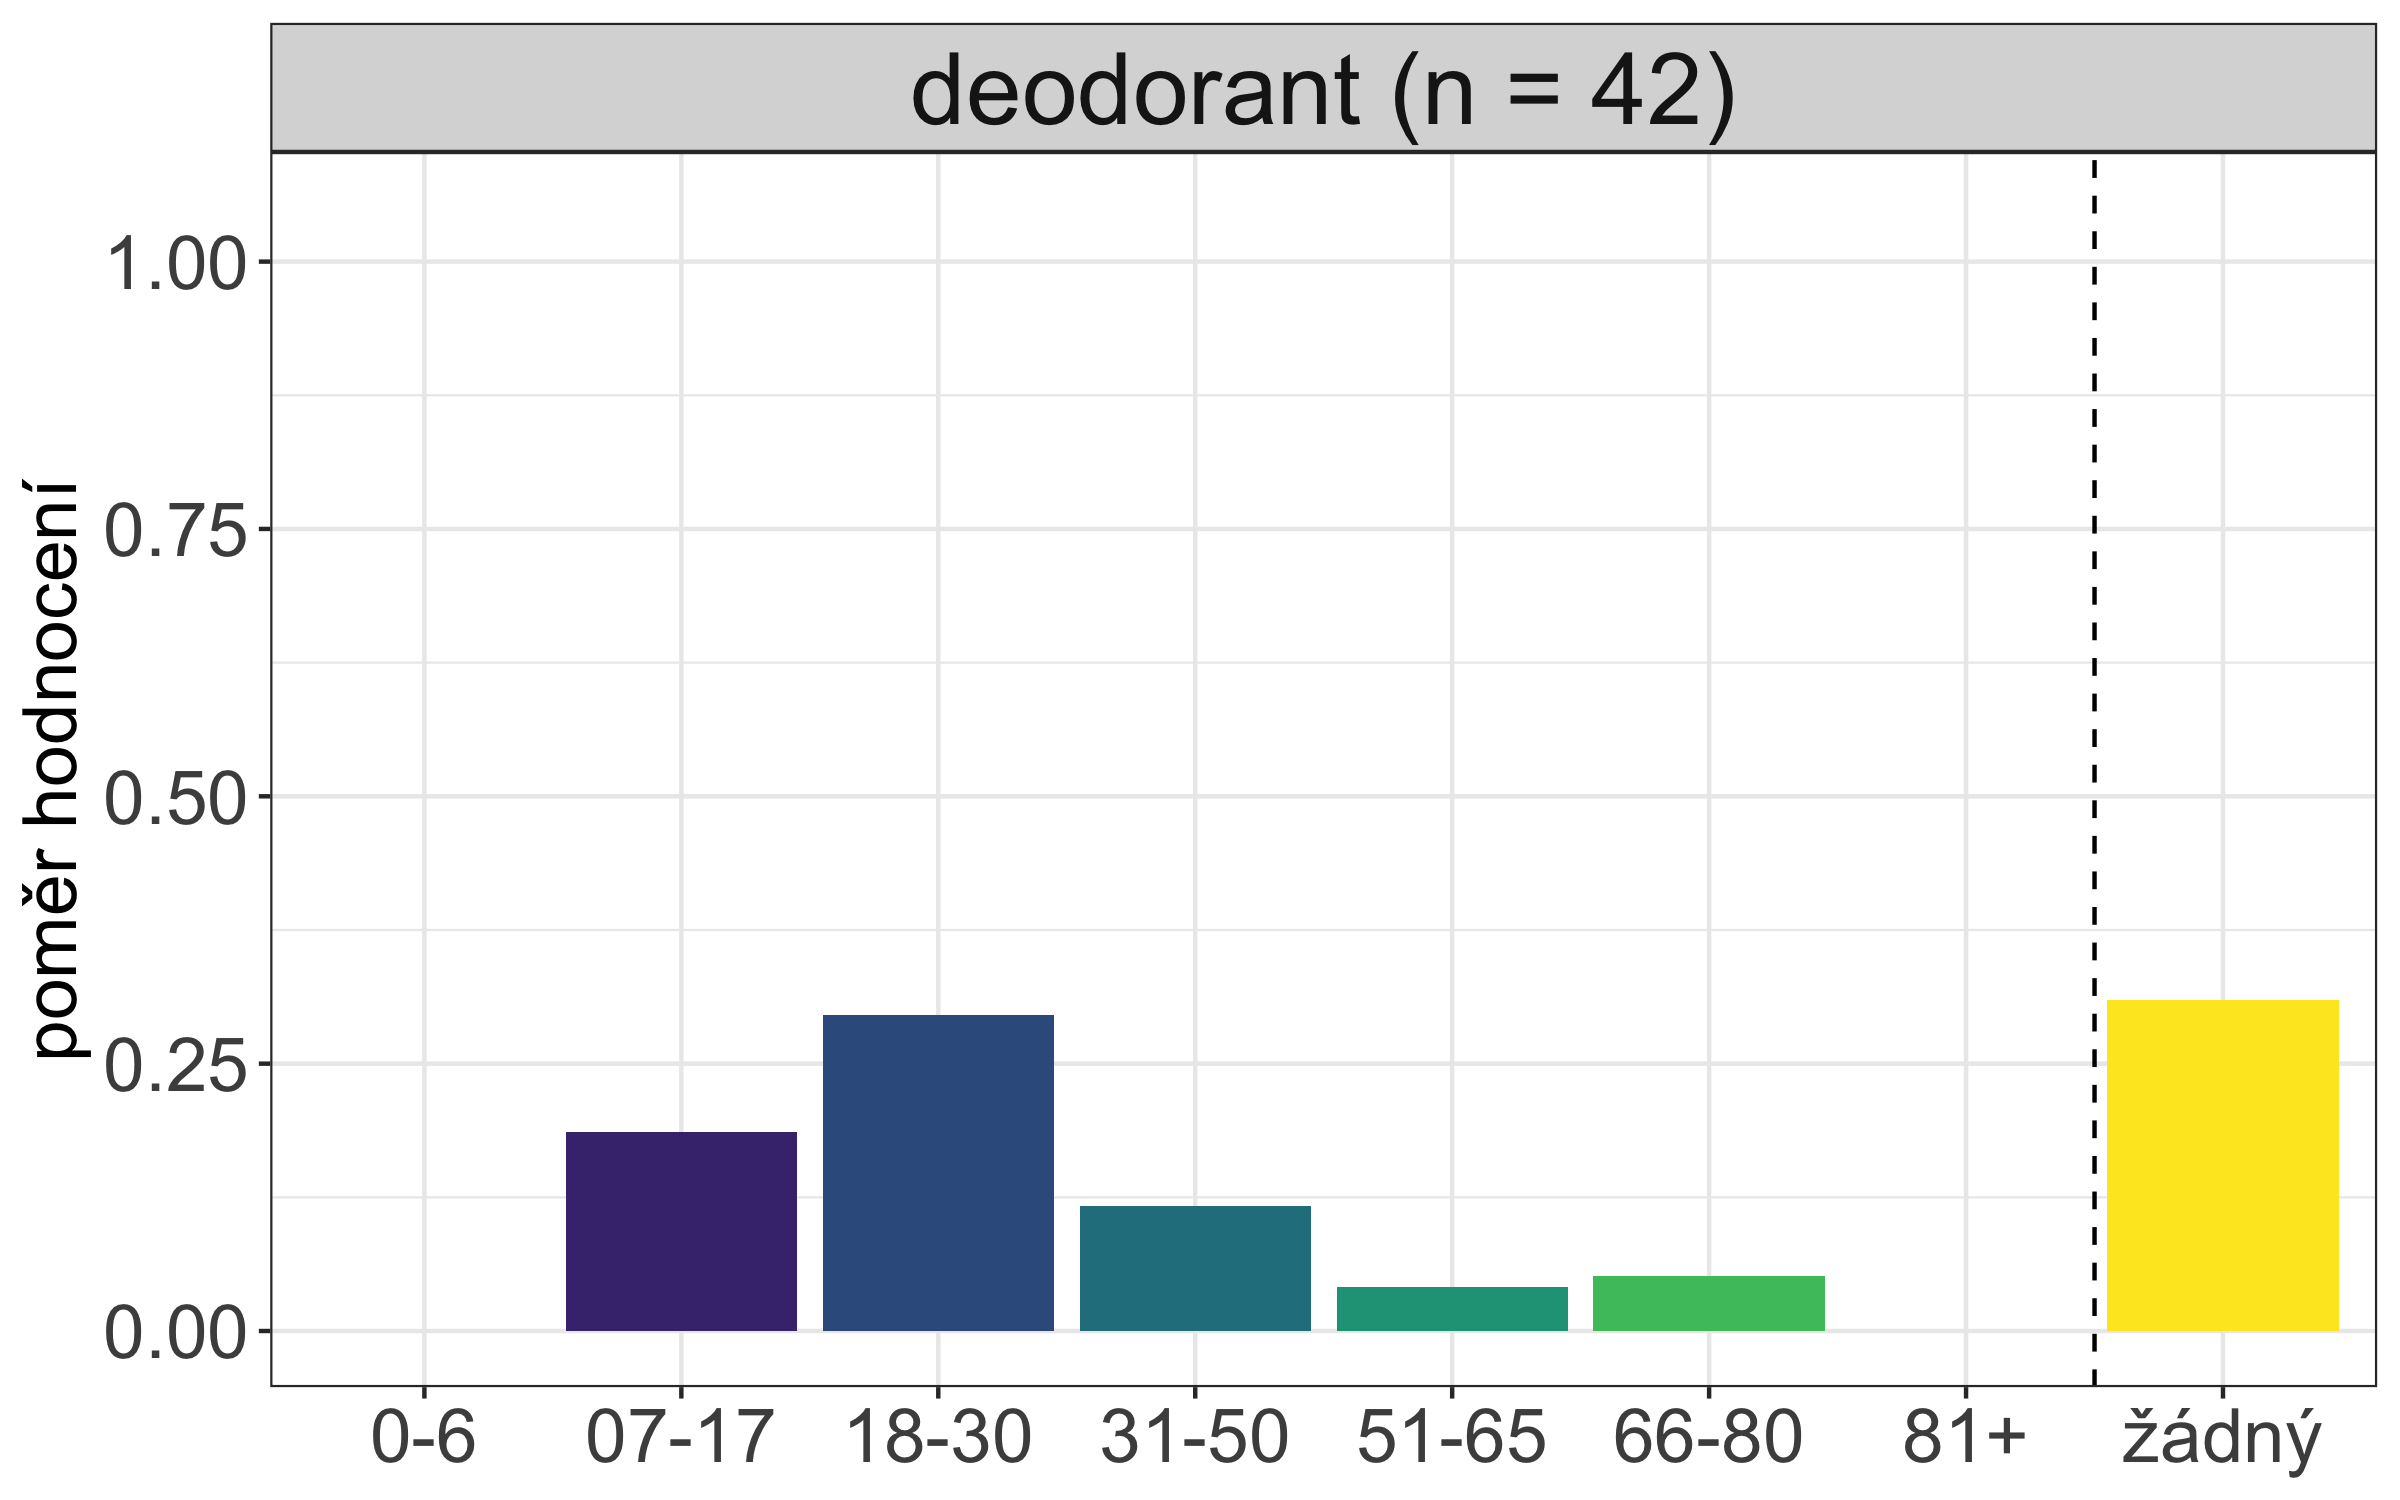 deodorant (n = 42)
poměr hodnocení
1.00
0.75
0.50
0.25
0.00
0-6 07-17 18-30 31-50 51-65 66-80 81+ žádný